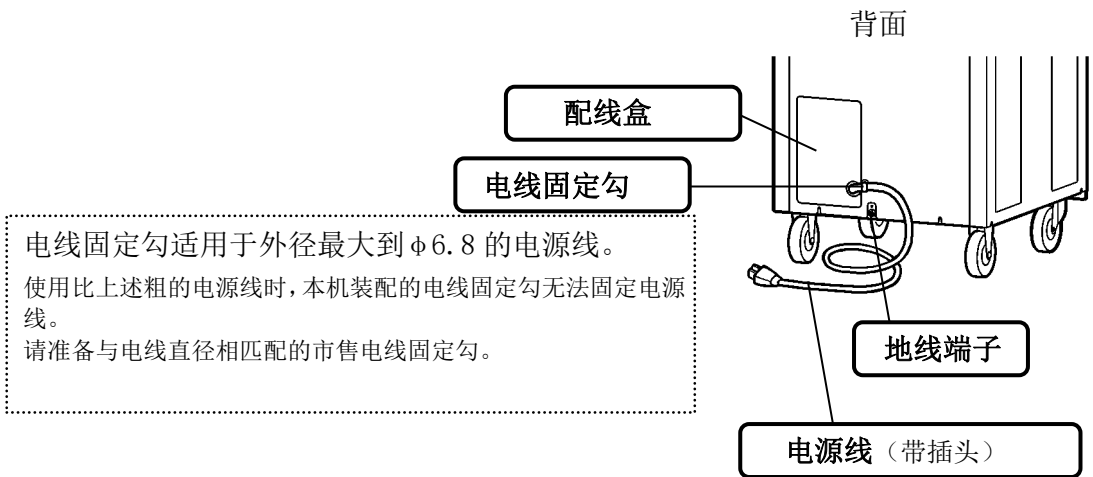 背面
配线盒
电线固定勾
电线固定勾适用于外径最大到φ6.8的电源线。
使用比上述粗的电源线时,本机装配的电线固定勾无法固定电源
线。
请准备与电线直径相匹配的市售电线固定勾。
地线端子
电源线（带插头）